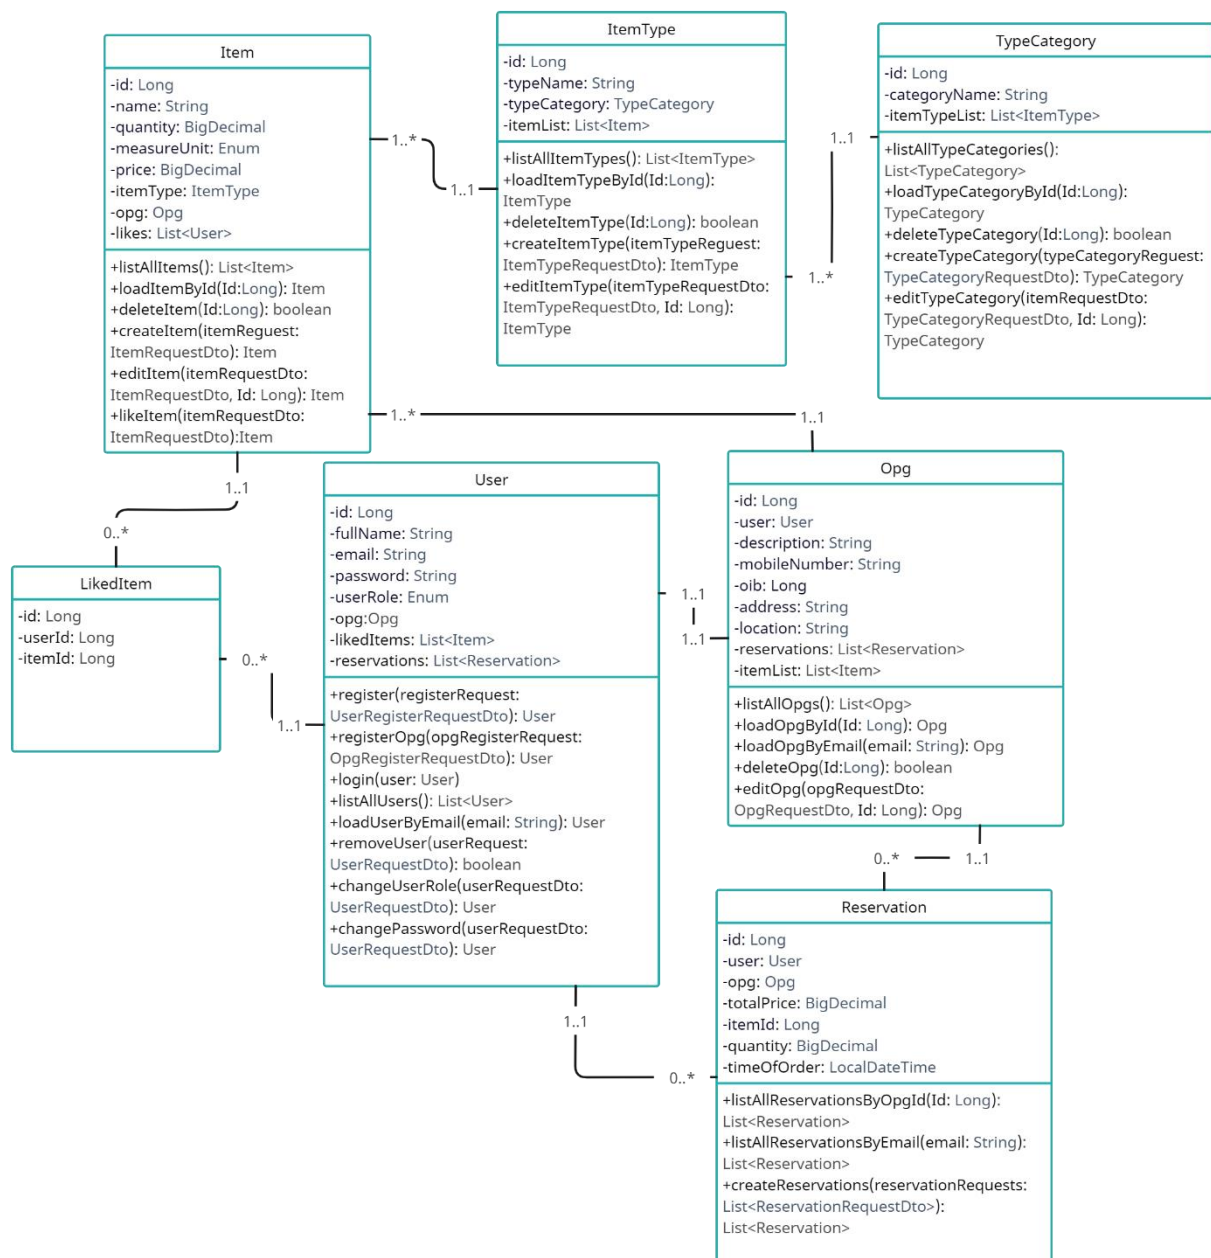 Item
-id: Long
-name: String
-quantity: BigDecimal
-measureUnit: Enum
-price: BigDecimal
-itemType: ItemType
-opg: Opg
-likes: List<User>
+listAllItems(): List<Item>
+loadItemById(Id:Long): Item
+deleteItem(Id:Long): boolean
+createItem(itemReguest:
ItemRequestDto): Item
+editItem(itemRequestDto:
ItemRequestDto, Id: Long): Item
+likeItem(itemRequestDto:
ItemRequestDto):Item
1..*
1..1
ItemType
-id: Long
-typeName: String
-typeCategory: TypeCategory
-itemList: List<Item>
+listAllItemTypes(): List<ItemType>
+loadItemTypeById(Id:Long):
ItemType
+deleteItemType(Id:Long): boolean
+createItemType(itemTypeReguest:
ItemTypeRequestDto): ItemType
+editItemType(itemTypeRequestDto:
ItemTypeRequestDto, Id: Long):
ItemType
1..1
1..*
TypeCategory
-id: Long
-categoryName: String
-itemTypeList: List<ItemType>
+listAllTypeCategories():
List<TypeCategory>
+loadTypeCategoryById(Id:Long):
TypeCategory
+deleteTypeCategory(Id:Long): boolean
+createTypeCategory(typeCategoryReguest:
TypeCategoryRequestDto): TypeCategory
+editTypeCategory(itemRequestDto:
TypeCategoryRequestDto, Id: Long):
TypeCategory
1..*
1..1
1..1
0..*
LikedItem
-id: Long
-userId: Long
-itemId: Long
0..*
1..1
User
-id: Long
-fullName: String
-email: String
-password: String
-userRole: Enum
-opg:Opg
-likedItems: List<Item>
-reservations: List<Reservation>
+register(registerRequest:
UserRegisterRequestDto): User
+registerOpg(opgRegisterRequest:
OpgRegisterRequestDto): User
+login(user: User)
+listAllUsers(): List<User>
+loadUserByEmail(email: String): User
+removeUser(userRequest:
UserRequestDto): boolean
+changeUserRole(userRequestDto:
UserRequestDto): User
+changePassword(userRequestDto:
UserRequestDto): User
1..1
1..1
Opg
-id: Long
-user: User
-description: String
-mobileNumber: String
-oib: Long
-address: String
-location: String
-reservations: List<Reservation>
-itemList: List<Item>
+listAllOpgs(): List<Opg>
+loadOpgById(Id: Long): Opg
+loadOpgByEmail(email: String): Opg
+deleteOpg(Id:Long): boolean
+editOpg(opgRequestDto:
OpgRequestDto, Id: Long): Opg
0..*
1..1
1..1
0..*
Reservation
-id: Long
-user: User
-opg: Opg
-totalPrice: BigDecimal
-itemId: Long
-quantity: BigDecimal
-timeOfOrder: LocalDateTime
+listAllReservationsByOpgId(Id: Long):
List<Reservation>
+listAllReservationsByEmail(email: String):
List<Reservation>
+createReservations(reservationRequests:
List<ReservationRequestDto>):
List<Reservation>